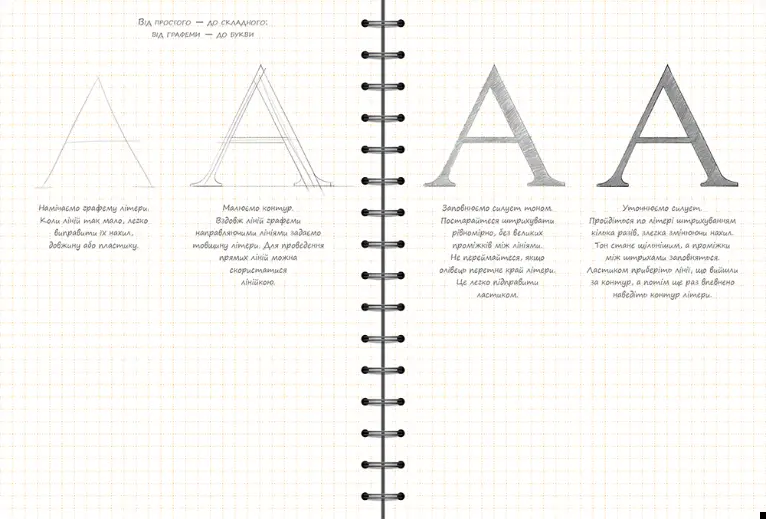 Від простого — до складного:
від графеми — до букви
Намічаємо графему літери.
Коли ліній так мало, легко
виправити їх нахил,
довжину або пластику.
Малюємо контур.
Вздовж ліній графеми
направляючими лініями задаємо
товщину літери. Для проведення
прямих ліній можна
скористатися
лінійкою.
Заповнюємо силует тоном.
Постарайтеся штрихувати
рівномірно, без великих
проміжків між лініями.
Не переймайтеся, якщо
олівець перетне край літери.
Це легко підправити
ластиком.
Уточнюємо силует.
Пройдіться по літері штрихуванням
кілька разів, злегка змінюючи нахил.
Тон стане щільнішим, а проміжки
між штрихами заповняться.
Ластиком приберіть лінії, що вийшли
за контур, а потім ще раз впевнено
наведіть контур літери.